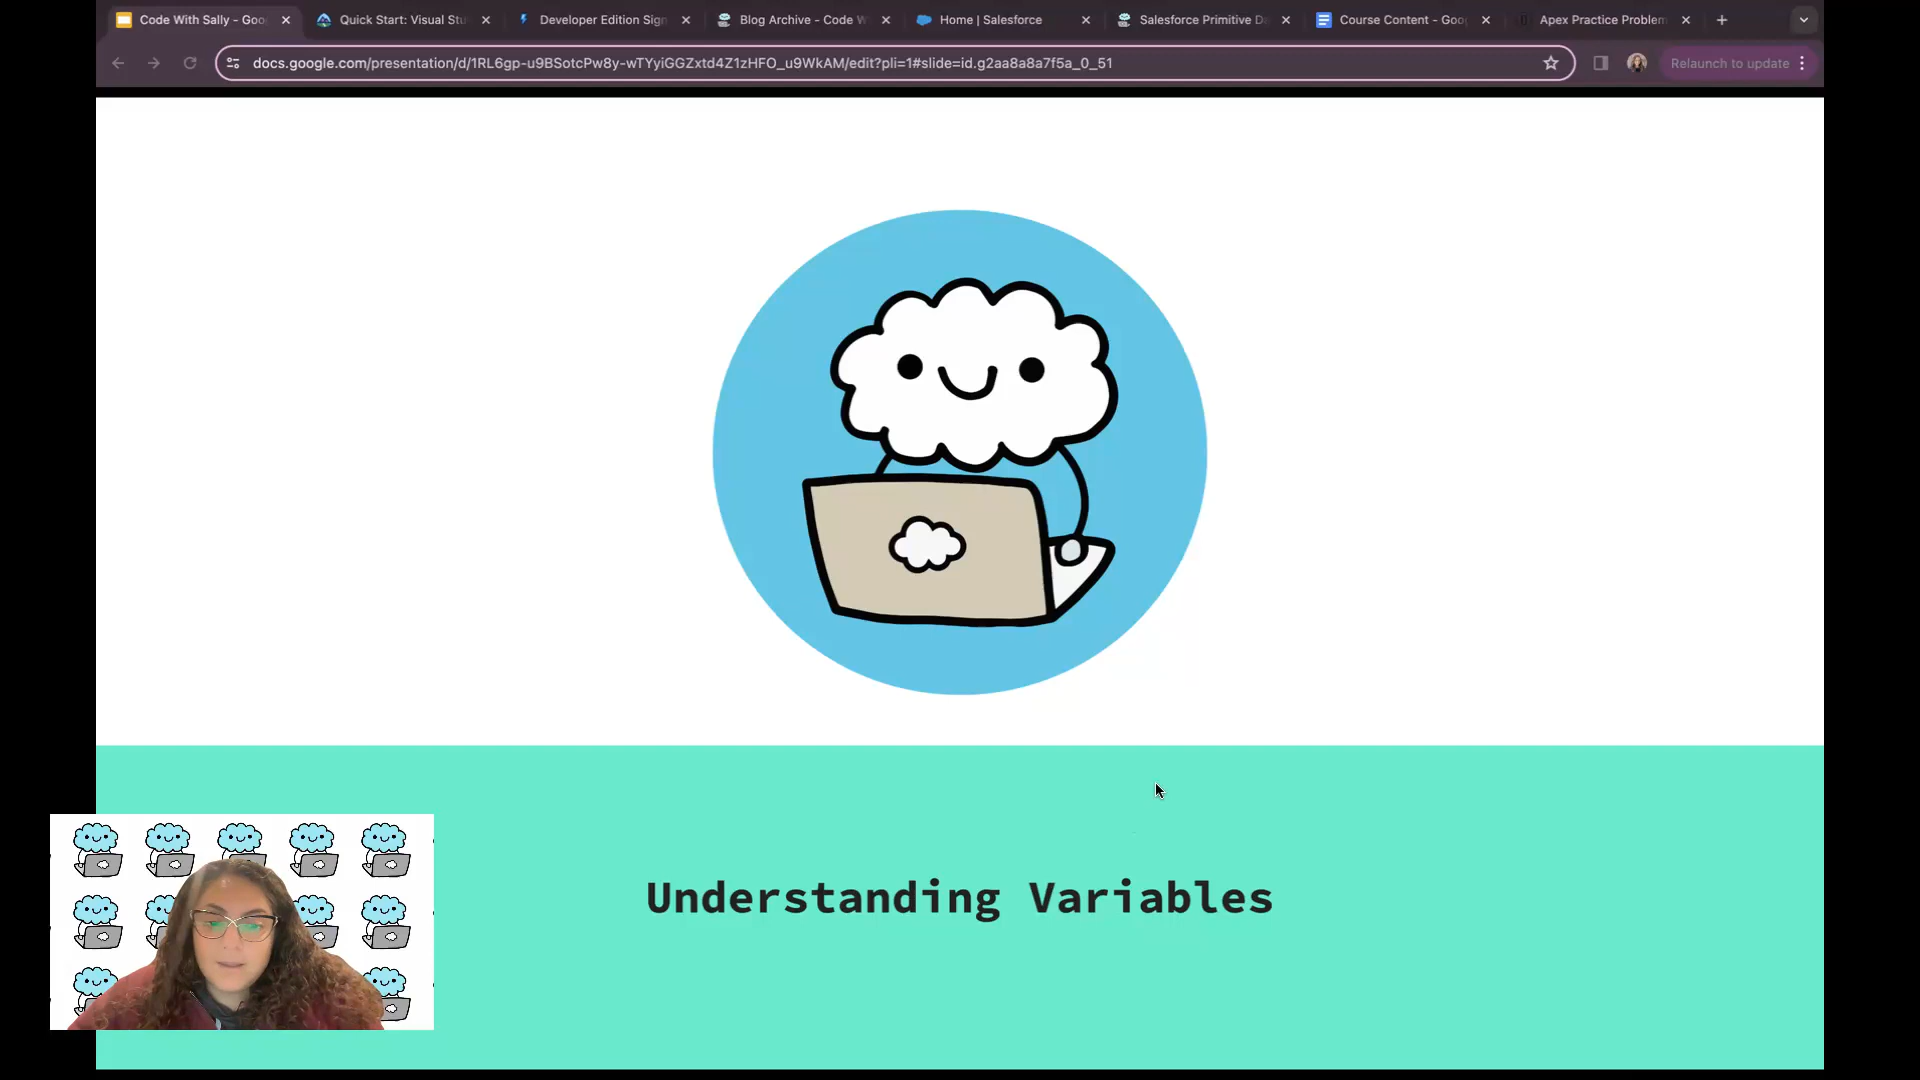 Code With Sally - Goo
Quick Start: Visual Stu
Developer Edition Sign
Blog Archive - Code W
Home | Salesforce
Salesforce Primitive D
Course Content - Goo
Apex Practice Problem
docs.google.com/presentation/d/1RL6gp-u9BSotcPw8y-wTYyiGGZxtd4Z1zHFO_u9WkAM/edit?pli=1#slide=id.g2aa8a8a7f5a_0_51
Relaunch to update
Understanding Variables